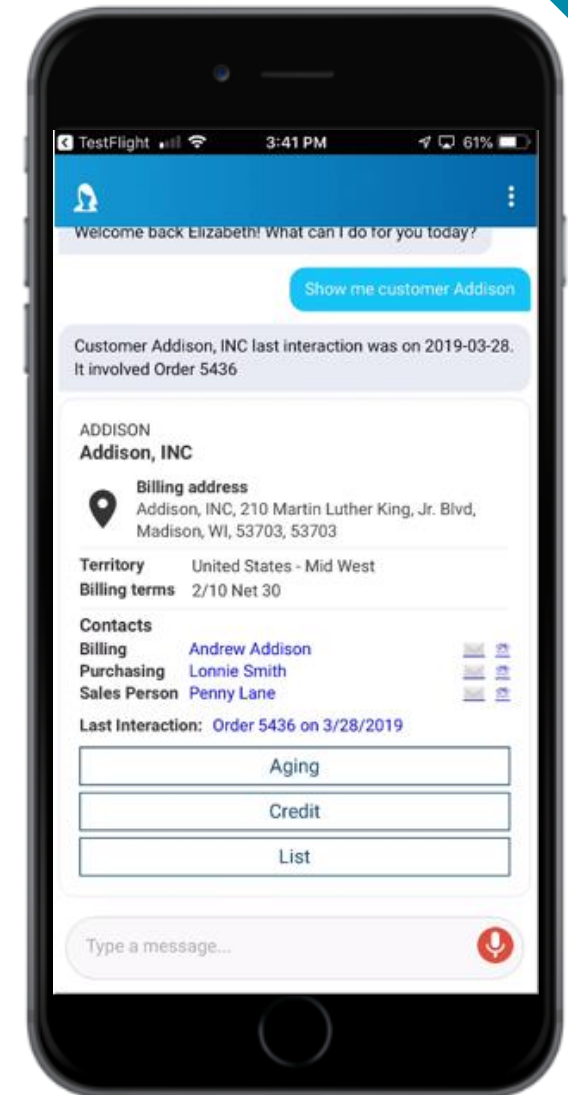 TestFlight 3:41 PM 61%
Welcome back Elizabeth! What can I do for you today?
Show me customer Addison
Customer Addison, INC last interaction was on 2019-03-28.
It involved Order 5436
ADDISON
Addison, INC
Billing address
Addison, INC, 210 Martin Luther King, Jr. Blvd,
Madison, WI, 53703, 53703
Territory United States - Mid West
Billing terms 2/10 Net 30
Contacts
Billing Andrew Addison
Purchasing Lonnie Smith
Sales Person Penny Lane
Last Interaction: Order 5436 on 3/28/2019
Aging
Credit
List
Type a message...